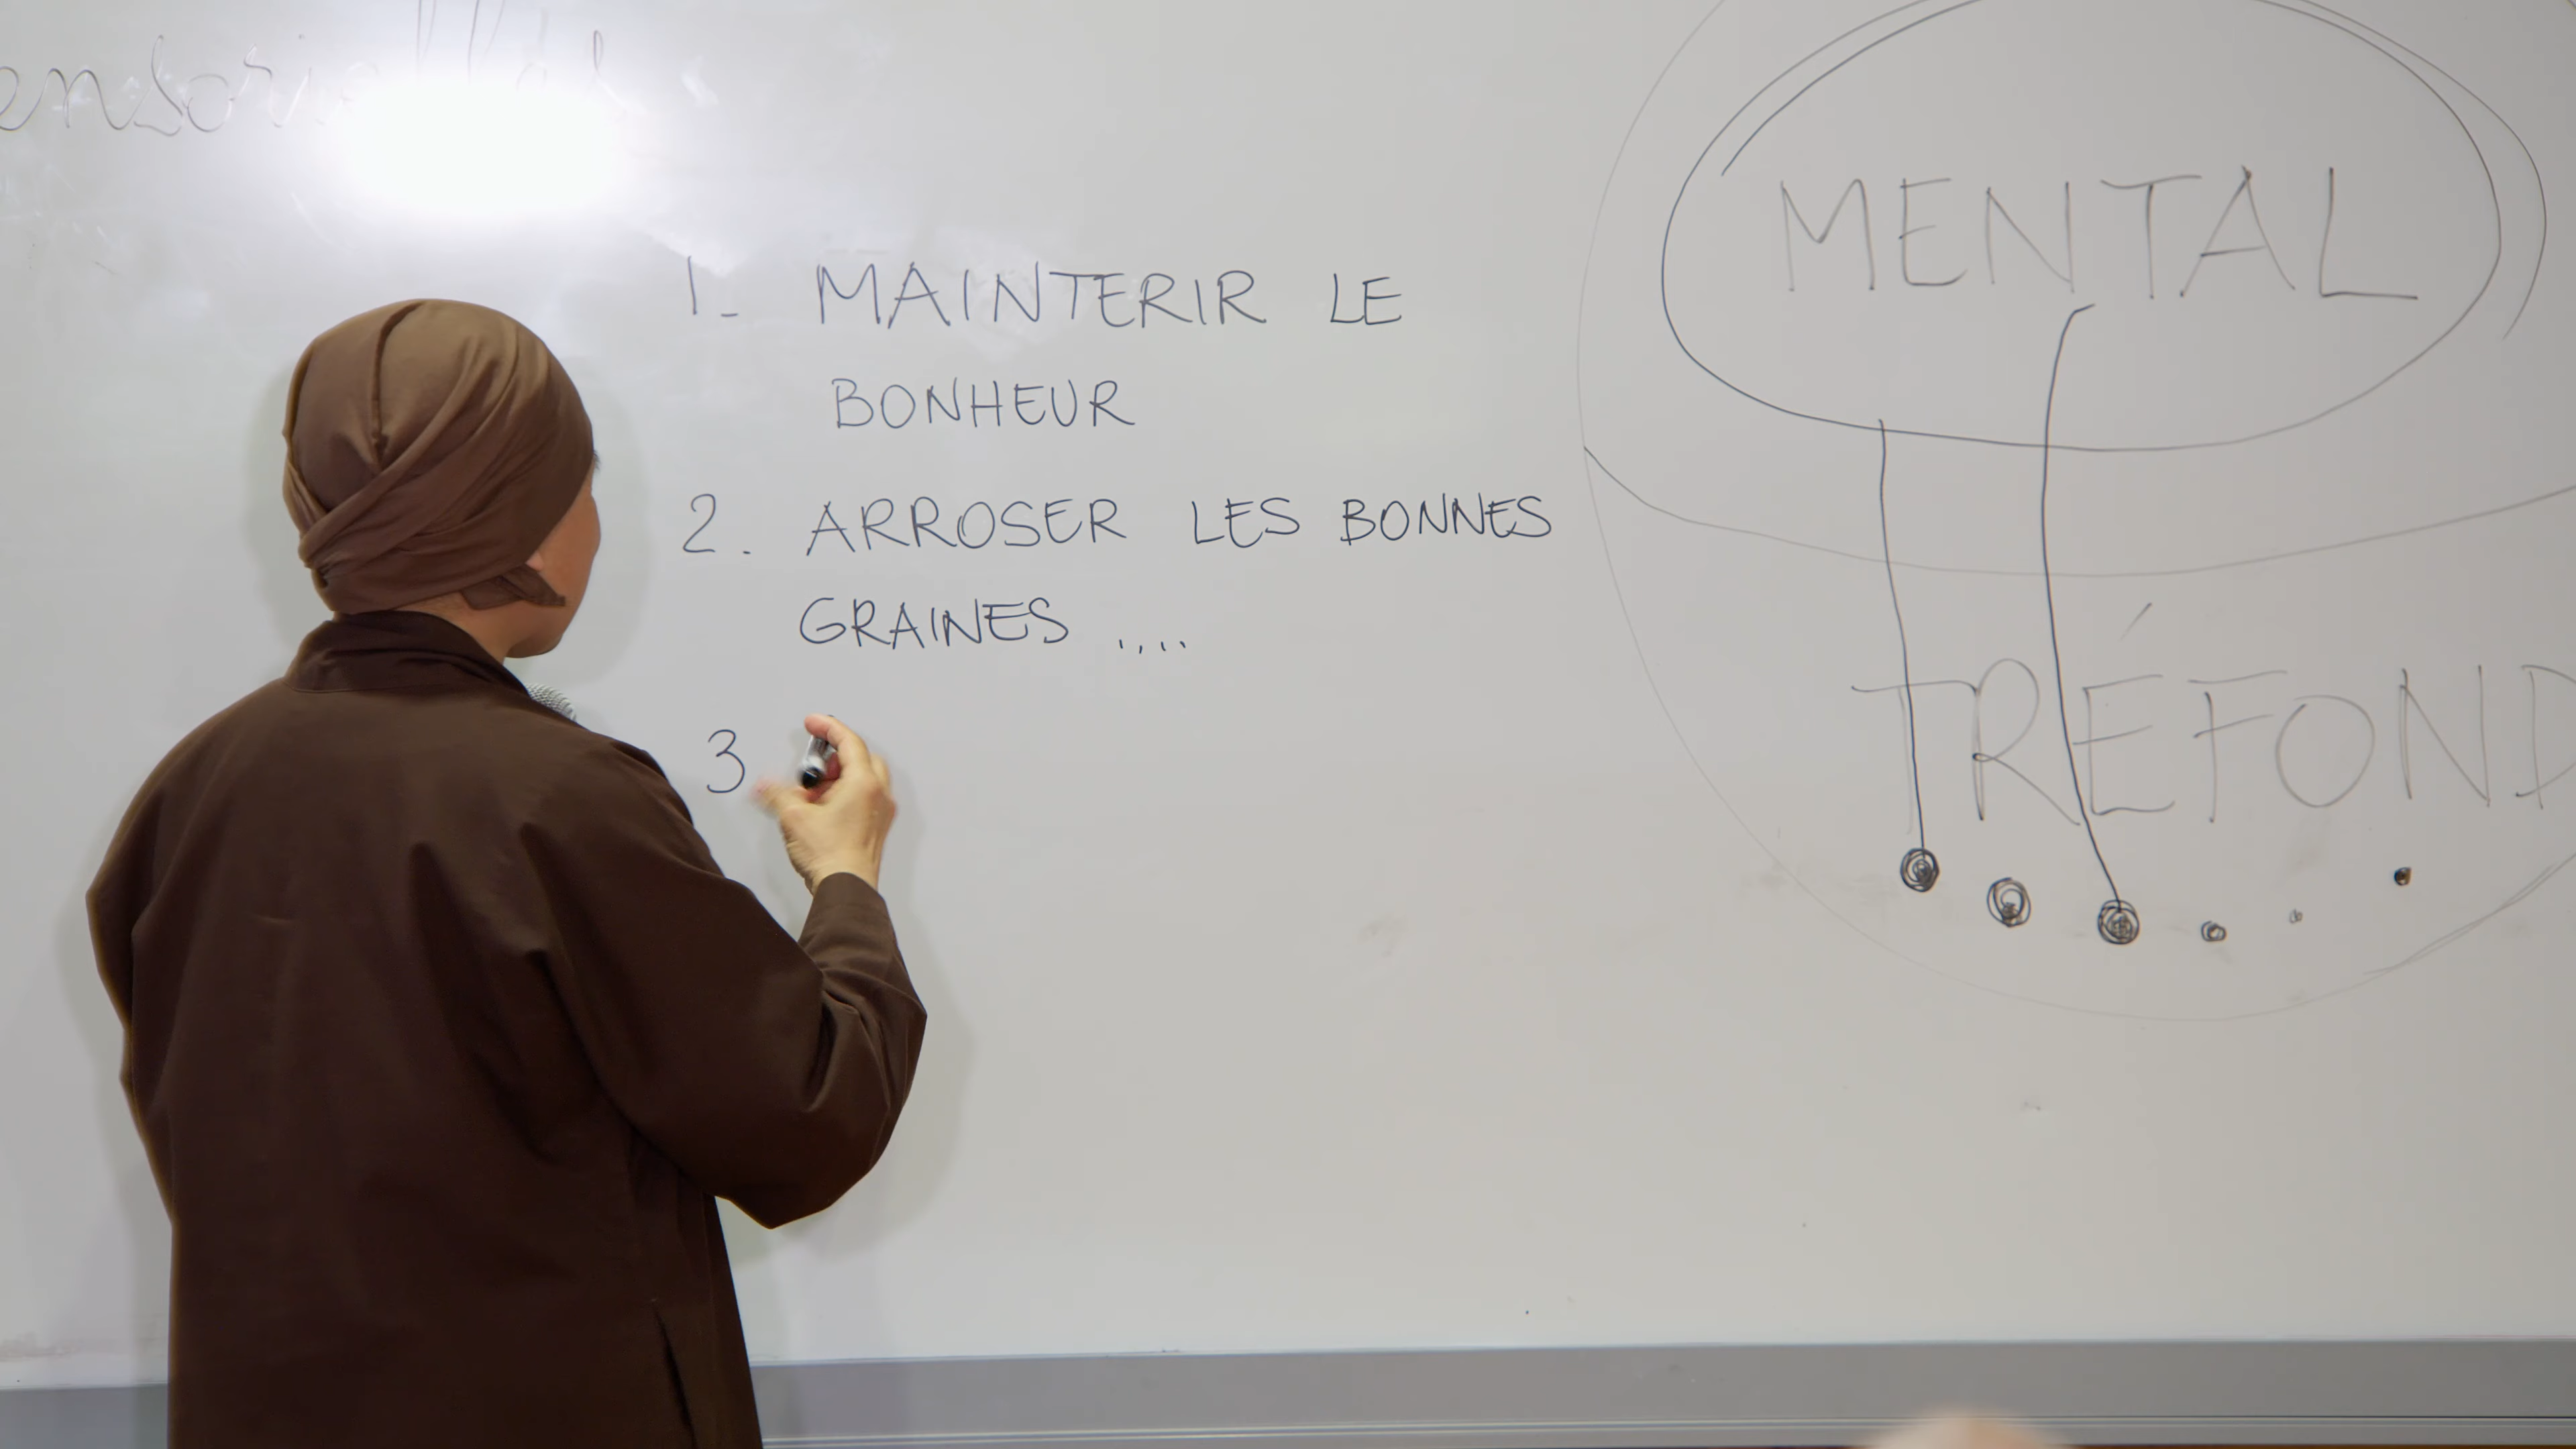 1. MAINTERIR LE
BONHEUR
2. ARROSER LES BONNES
GRAINES ....
3
MENTAL
TRÉFOND